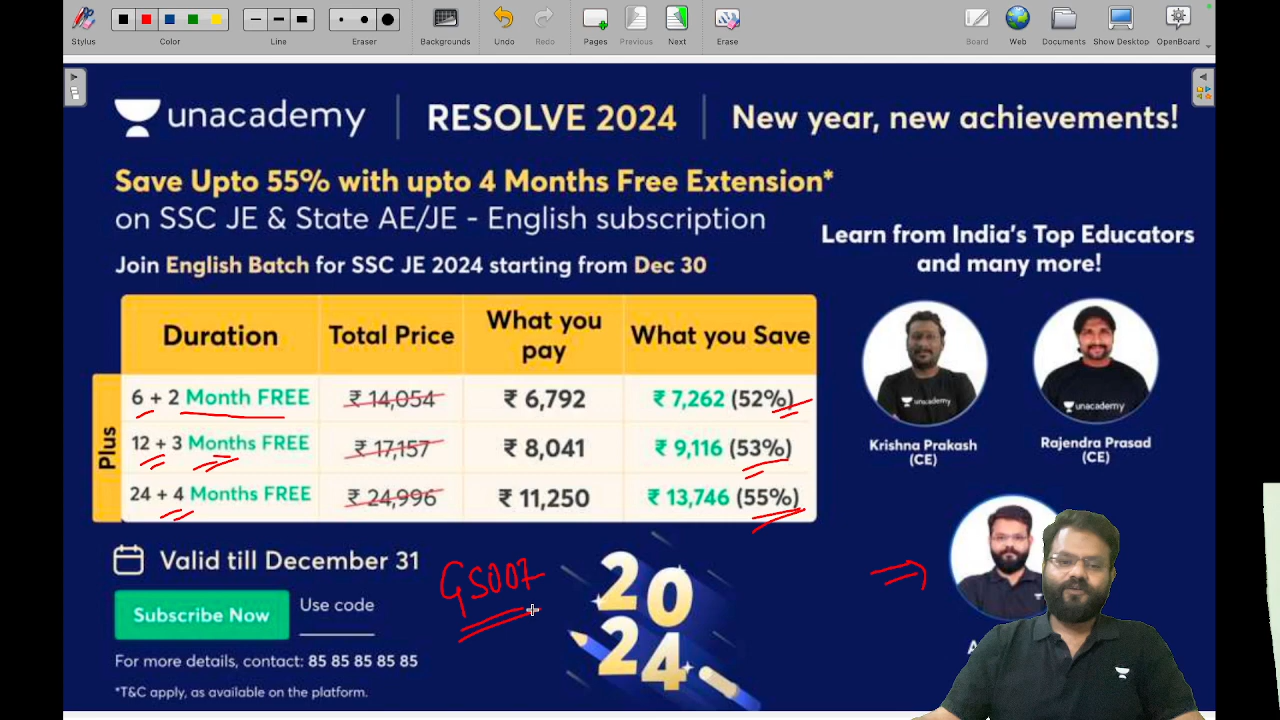 Stylus
Color
Line
Eraser
Backgrounds
Undo
Redo
Pages
Previous
Next
Erase
Board
Web
Documents
Show Desktop
OpenBoard
unacademy
RESOLVE 2024
New year, new achievements!
Save Upto 55% with upto 4 Months Free Extension*
on SSC JE & State AE/JE - English subscription
Join English Batch for SSC JE 2024 starting from Dec 30
Learn from India's Top Educators
and many more!
Duration
Total Price
What you
pay
What you Save
Plus
6 + 2 Month FREE
₹ 14,054
₹ 6,792
₹ 7,262 (52%)
12 + 3 Months FREE
₹ 17,157
₹ 8,041
₹ 9,116 (53%)
24 + 4 Months FREE
₹ 24,996
₹ 11,250
₹ 13,746 (55%)
unacademy
Krishna Prakash
(CE)
unacademy
Rajendra Prasad
(CE)
Valid till December 31
Subscribe Now
Use code
GS007
For more details, contact: 85 85 85 85 85
*T&C apply, as available on the platform.
20
24